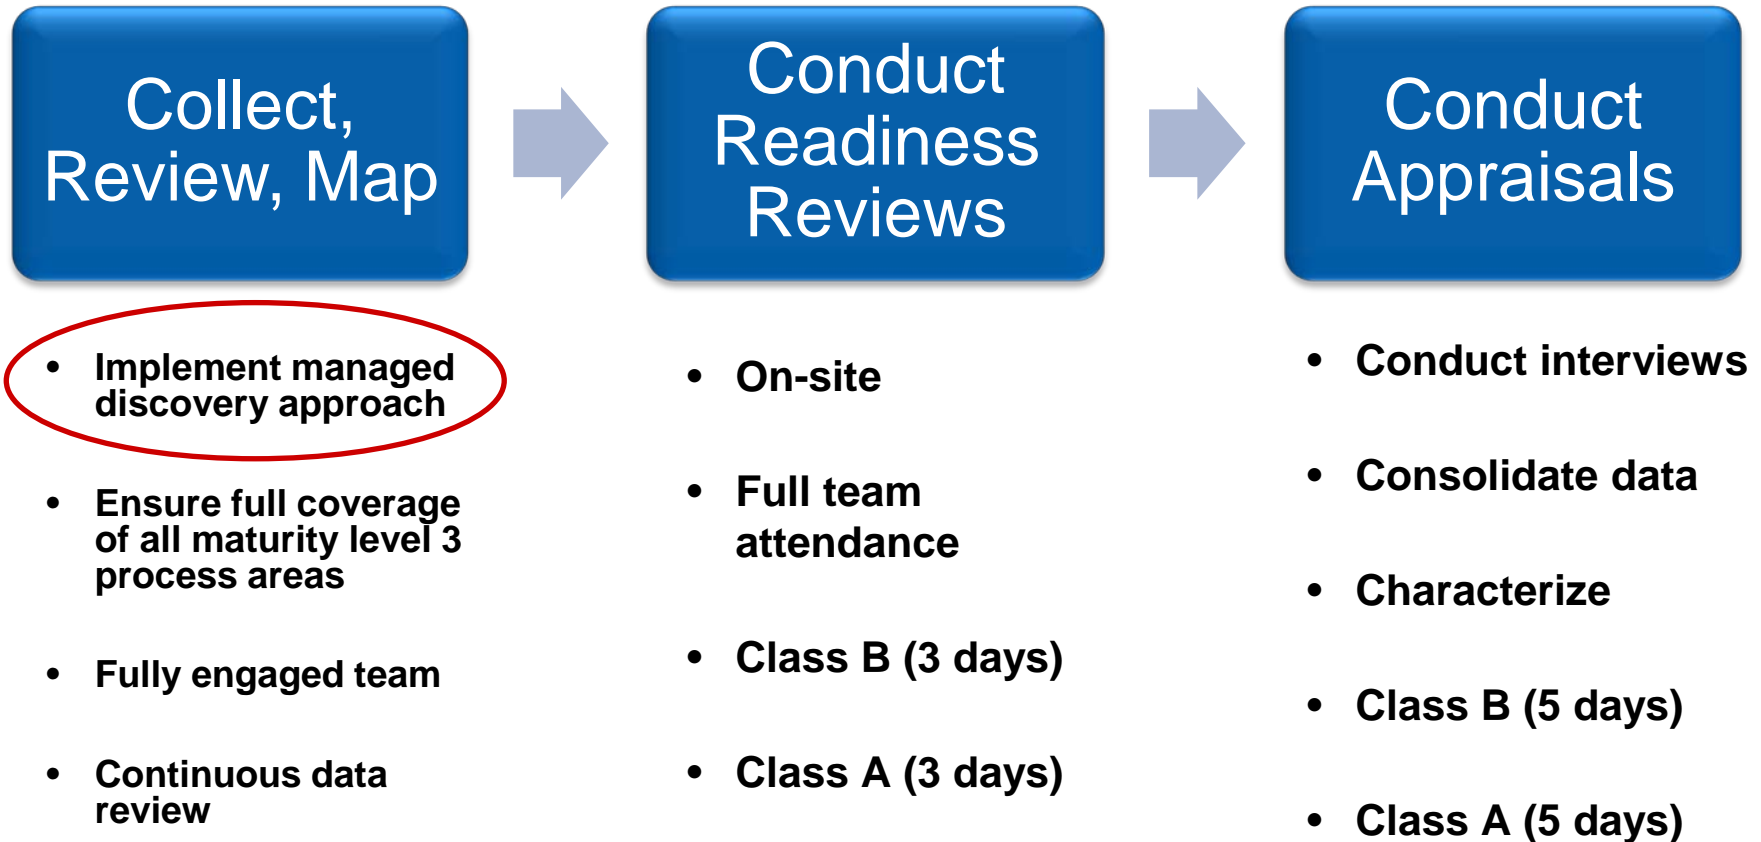 Collect,
Review, Map
Conduct
Readiness
Reviews
Conduct
Appraisals
• Implement managed
discovery approach
• Ensure full coverage
of all maturity level 3
process areas
• Fully engaged team
• Continuous data
review
• On-site
• Full team
attendance
• Class B (3 days)
• Class A (3 days)
• Conduct interviews
• Consolidate data
• Characterize
• Class B (5 days)
• Class A (5 days)